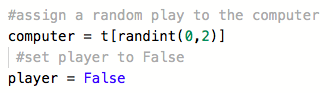 #assign a random play to the computer
computer = t[randint(0,2)]
#set player to False
player = False